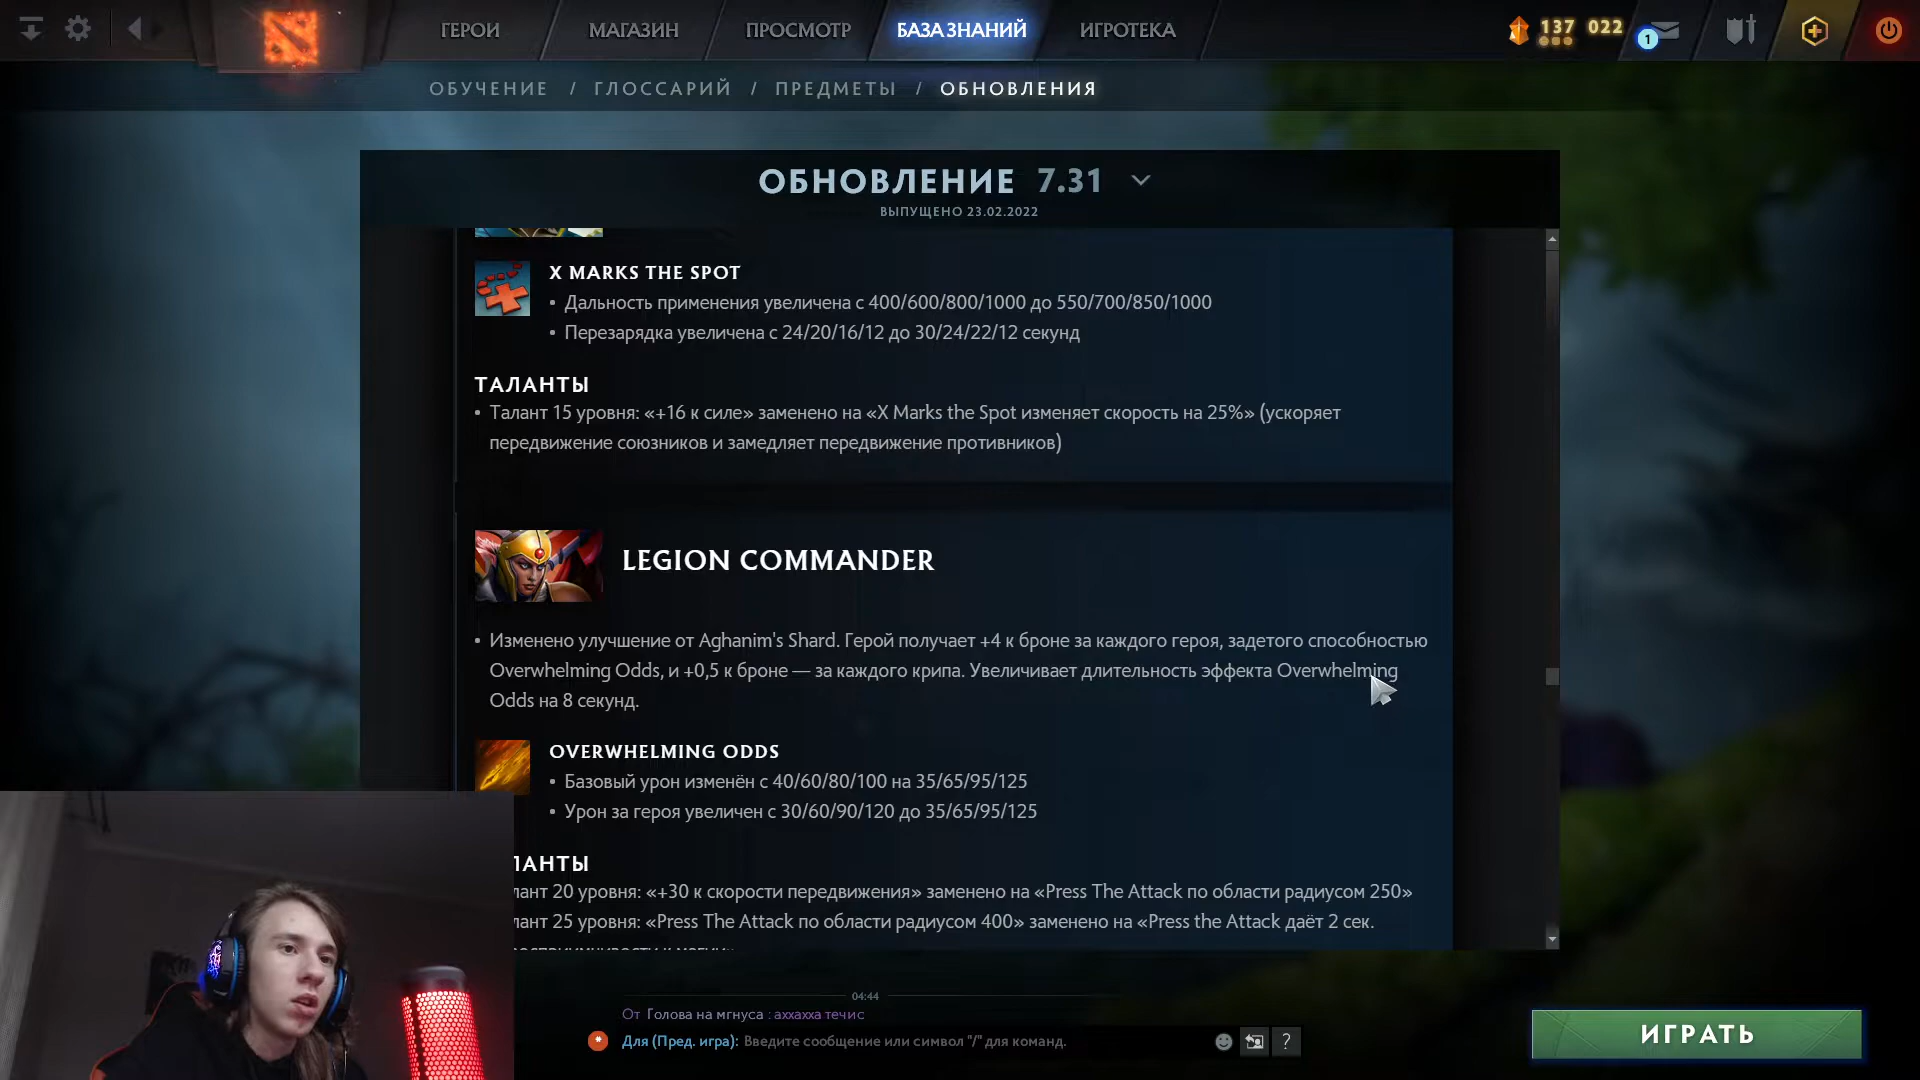 ГЕРОИ МАГАЗИН ПРОСМОТР БАЗА ЗНАНИЙ ИГРОТЕКА 137 022 1
ОБУЧЕНИЕ / ГЛОССАРИЙ / ПРЕДМЕТЫ / ОБНОВЛЕНИЯ
ОБНОВЛЕНИЕ 7.31
ВЫПУЩЕНО 23.02.2022
X MARKS THE SPOT
• Дальность применения увеличена с 400/600/800/1000 до 550/700/850/1000
• Перезарядка увеличена с 24/20/16/12 до 30/24/22/12 секунд
ТАЛАНТЫ
• Талант 15 уровня: «+16 к силе» заменено на «X Marks the Spot изменяет скорость на 25%» (ускоряет
передвижение союзников и замедляет передвижение противников)
LEGION COMMANDER
• Изменено улучшение от Aghanim's Shard. Герой получает +4 к броне за каждого героя, задетого способностью
Overwhelming Odds, и +0,5 к броне — за каждого крипа. Увеличивает длительность эффекта Overwhelming
Odds на 8 секунд.
OVERWHELMING ODDS
• Базовый урон изменён с 40/60/80/100 на 35/65/95/125
• Урон за героя увеличен с 30/60/90/120 до 35/65/95/125
ЛАНТЫ
лант 20 уровня: «+30 к скорости передвижения» заменено на «Press The Attack по области радиусом 250»
лант 25 уровня: «Press The Attack по области радиусом 400» заменено на «Press the Attack даёт 2 сек.
04:44
От Голова на мгнуса : аххахха течис
Для (Пред. игра): Введите сообщение или символ "/" для команд. ?
ИГРАТЬ